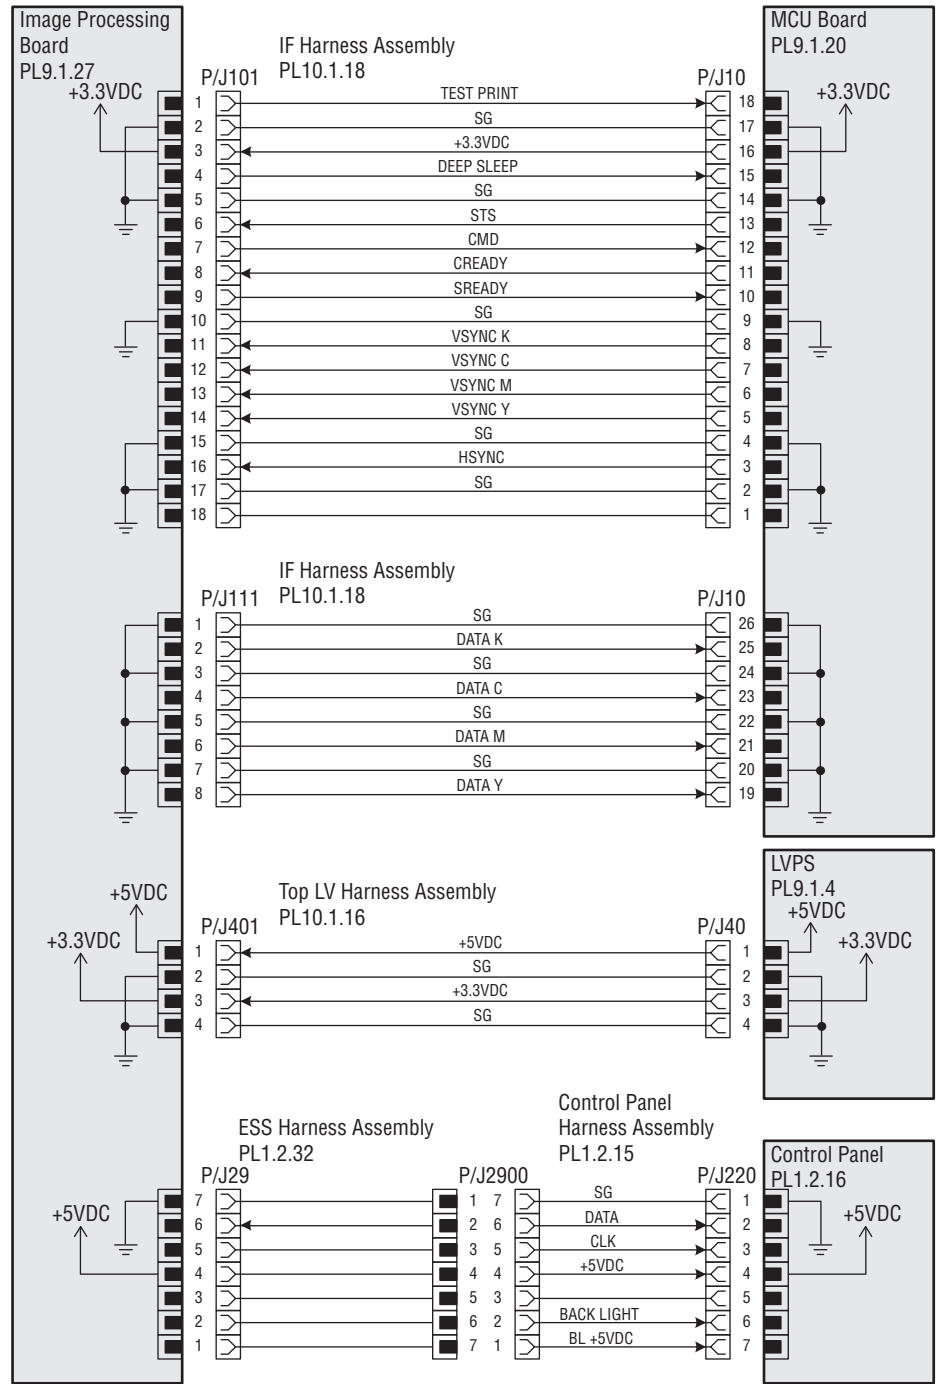 Image Processing
Board
PL9.1.27
MCU Board
PL9.1.20
IF Harness Assembly
PL10.1.18
P/J101
P/J10
+3.3VDC
+3.3VDC
1 TEST PRINT 18
2 SG 17
3 +3.3VDC 16
4 DEEP SLEEP 15
5 SG 14
6 STS 13
7 CMD 12
8 CREADY 11
9 SREADY 10
10 SG 9
11 VSYNC K 8
12 VSYNC C 7
13 VSYNC M 6
14 VSYNC Y 5
15 SG 4
16 HSYNC 3
17 SG 2
18 1
IF Harness Assembly
PL10.1.18
P/J111
P/J10
1 SG 26
2 DATA K 25
3 SG 24
4 DATA C 23
5 SG 22
6 DATA M 21
7 SG 20
8 DATA Y 19
LVPS
PL9.1.4
Top LV Harness Assembly
PL10.1.16
+5VDC
+5VDC
P/J401
P/J40
+3.3VDC
+3.3VDC
1 +5VDC 1
2 SG 2
3 +3.3VDC 3
4 SG 4
Control Panel
Harness Assembly
PL1.2.15
ESS Harness Assembly
PL1.2.32
Control Panel
PL1.2.16
P/J29
P/J2900
P/J220
+5VDC
+5VDC
7 1 7 SG 1
6 2 6 DATA 2
5 3 5 CLK 3
4 4 4 +5VDC 4
3 5 3 5
2 6 2 BACK LIGHT 6
1 7 1 BL +5VDC 7